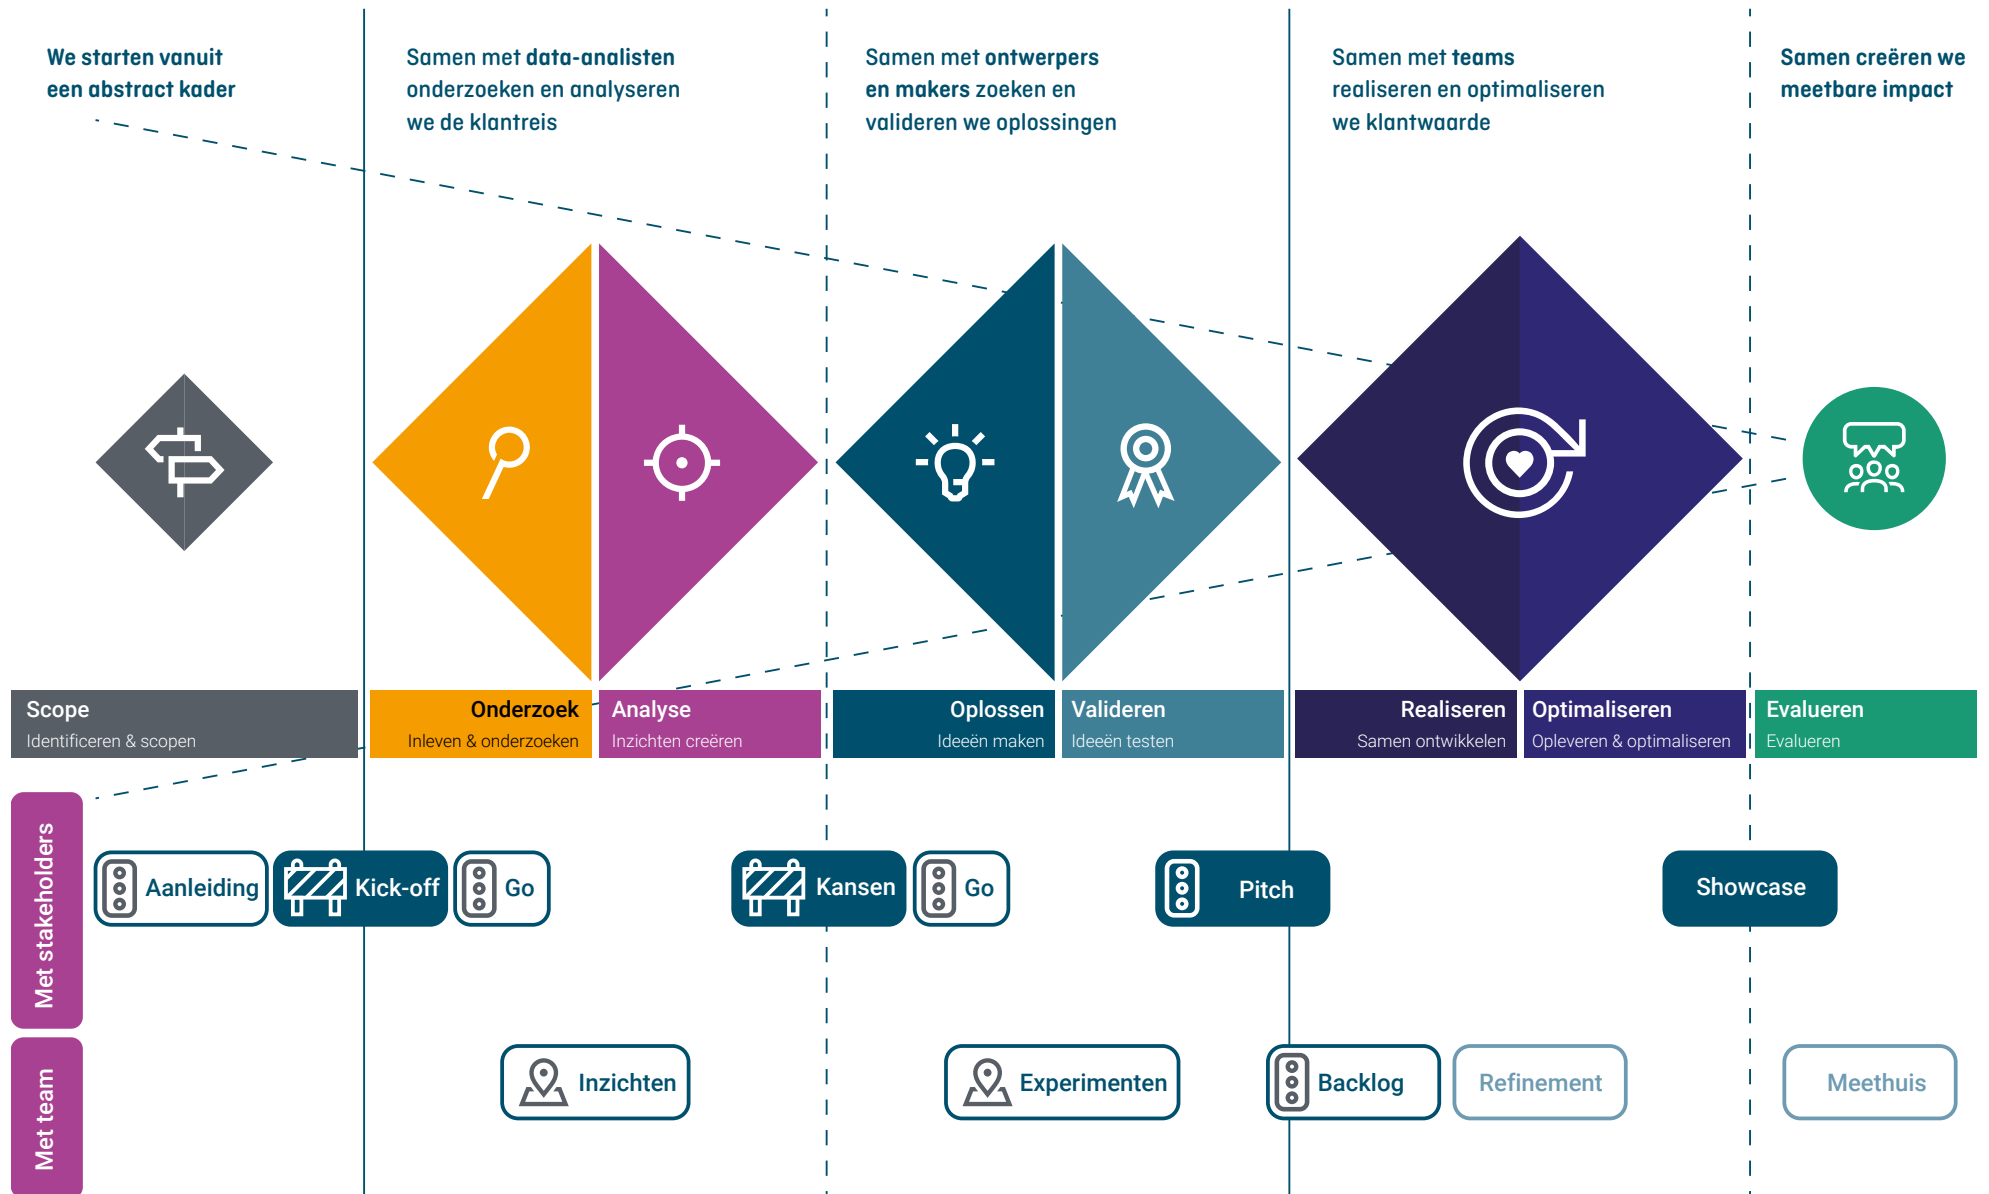 We starten vanuit
een abstract kader
Samen met data-analisten
onderzoeken en analyseren
we de klantreis
Samen met ontwerpers
en makers zoeken en
valideren we oplossingen
Samen met teams
realiseren en optimaliseren
we klantwaarde
Samen creëren we
meetbare impact
Scope
Identificeren & scopen
Onderzoek
Inleven & onderzoeken
Analyse
Inzichten creëren
Oplossen
Ideeën maken
Valideren
Ideeën testen
Realiseren
Samen ontwikkelen
Optimaliseren
Opleveren & optimaliseren
Evalueren
Evalueren
Met stakeholders
Aanleiding
Kick-off
Go
Kansen
Go
Pitch
Showcase
Met team
Inzichten
Experimenten
Backlog
Refinement
Meethuis